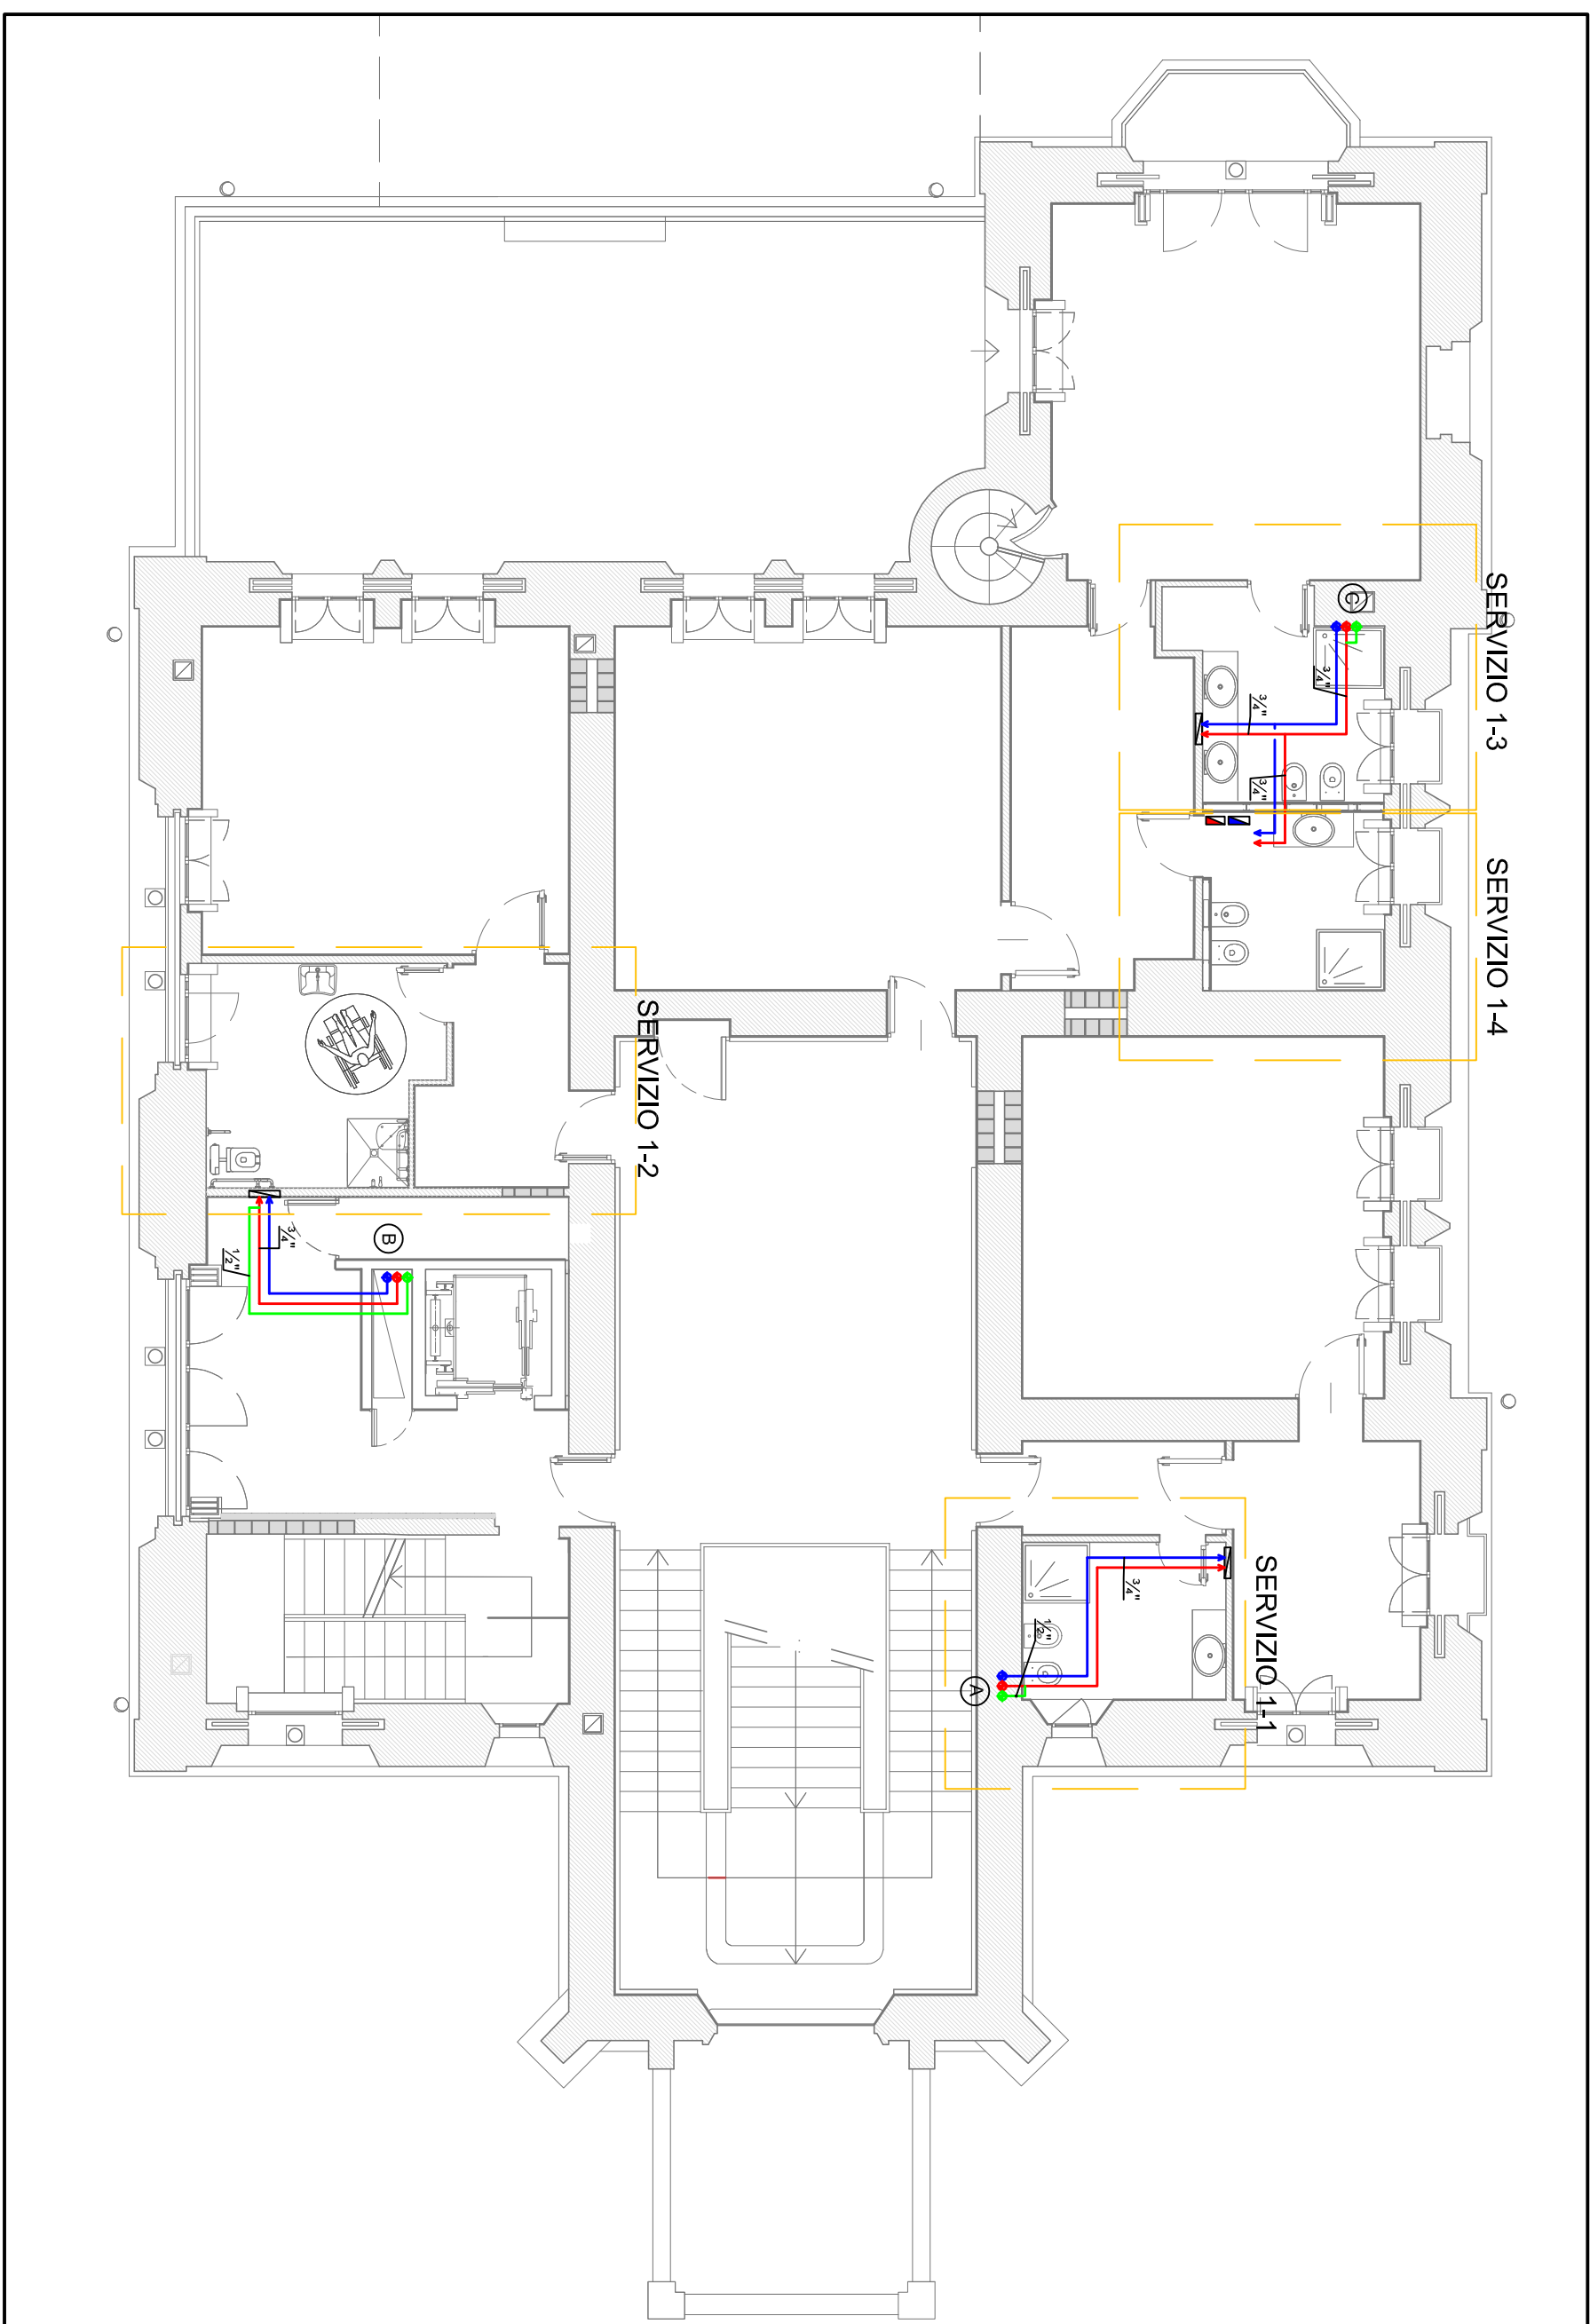 SERVIZIO 1-3
C
3/4"
3/4"
3/4"
SERVIZIO 1-4
SERVIZIO 1-2
B
3/4"
1/2"
SERVIZIO 1-1
3/4"
1/2"
A